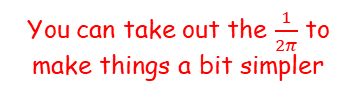 You can take out the 1/2π to
make things a bit simpler